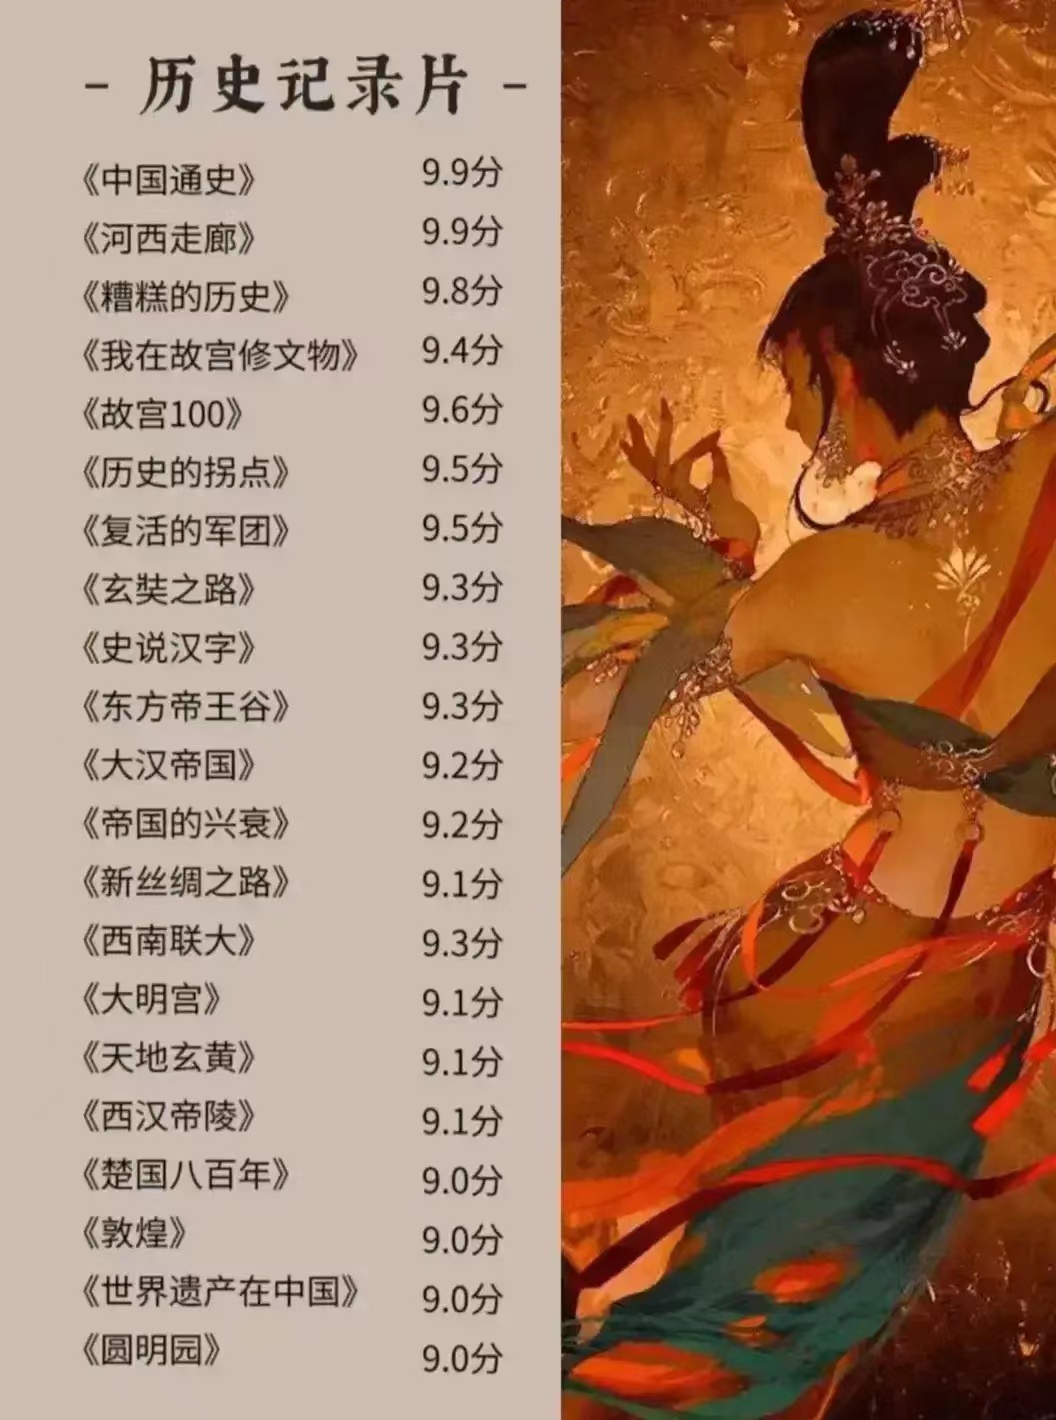 - 历史记录片 -
《中国通史》 9.9分
《河西走廊》 9.9分
《糟糕的历史》 9.8分
《我在故宫修文物》 9.4分
《故宫100》 9.6分
《历史的拐点》 9.5分
《复活的军团》 9.5分
《玄奘之路》 9.3分
《史说汉字》 9.3分
《东方帝王谷》 9.3分
《大汉帝国》 9.2分
《帝国的兴衰》 9.2分
《新丝绸之路》 9.1分
《西南联大》 9.3分
《大明宫》 9.1分
《天地玄黄》 9.1分
《西汉帝陵》 9.1分
《楚国八百年》 9.0分
《敦煌》 9.0分
《世界遗产在中国》 9.0分
《圆明园》 9.0分